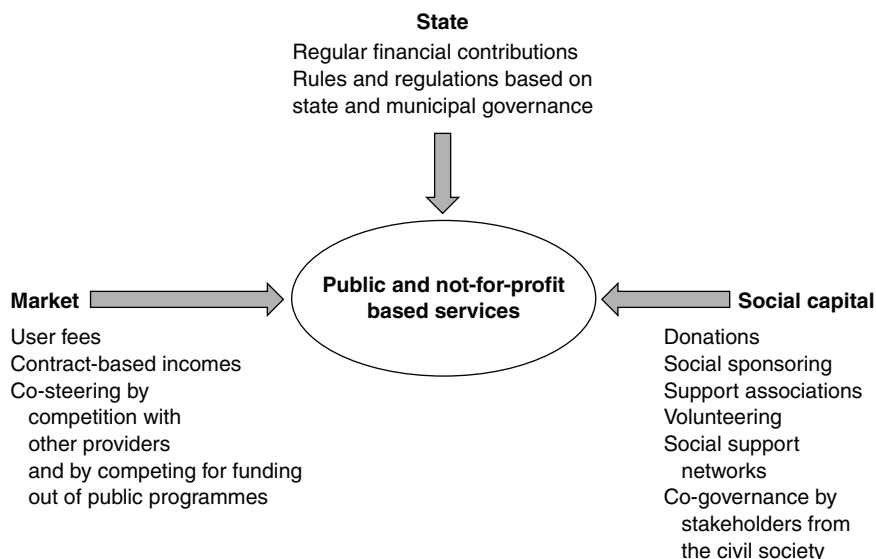 State
Regular financial contributions
Rules and regulations based on
state and municipal governance
Public and not-for-profit
based services
Market
User fees
Contract-based incomes
Co-steering by
competition with
other providers
and by competing for funding
out of public programmes
Social capital
Donations
Social sponsoring
Support associations
Volunteering
Social support
networks
Co-governance by
stakeholders from
the civil society